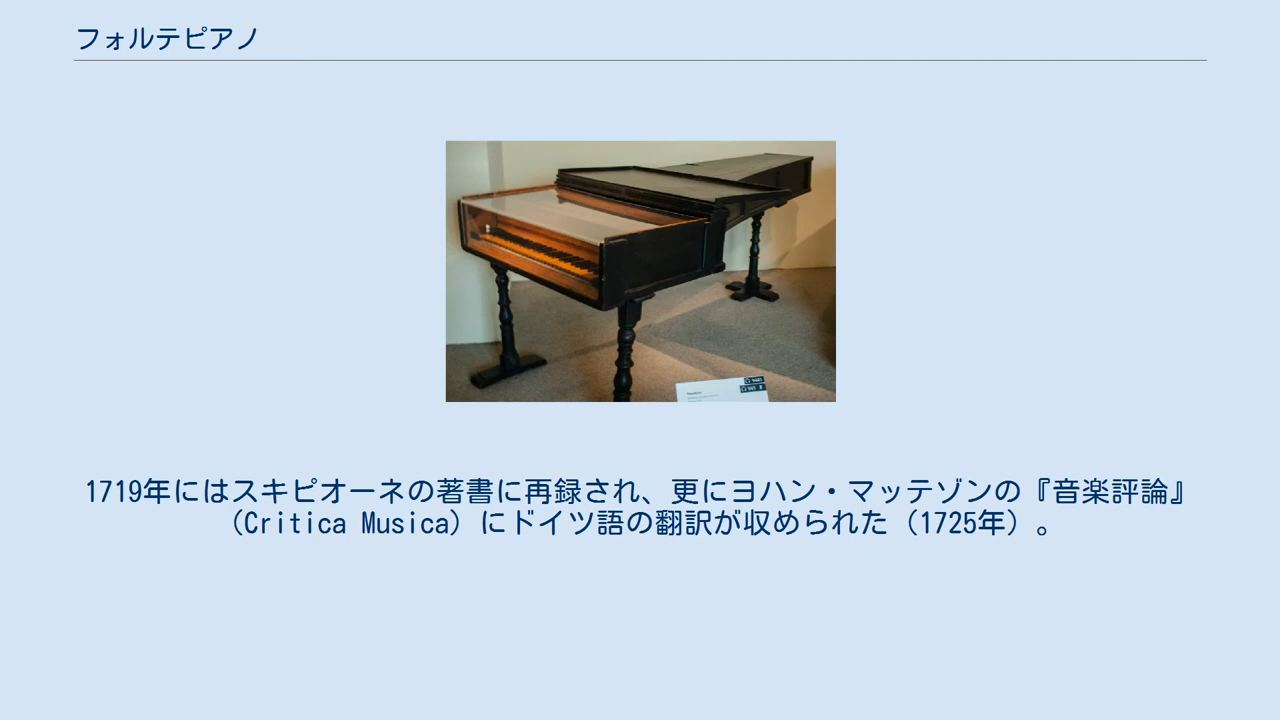 フォルテピアノ
1719年にはスキピオーネの著書に再録され、更にヨハン・マッテゾンの『音楽評論』
（Critica Musica）にドイツ語の翻訳が収められた（1725年）。